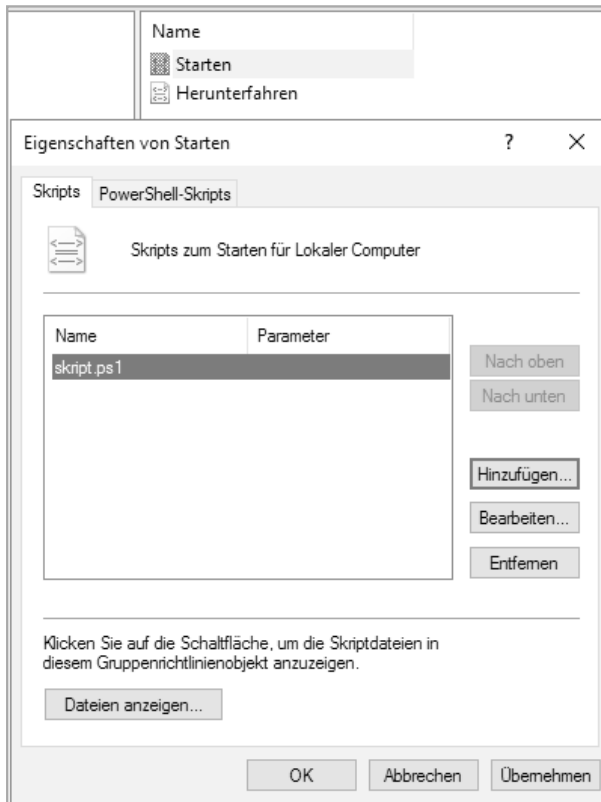 Name
Starten
Herunterfahren
Eigenschaften von Starten
?
Skripts
PowerShell-Skripts
Skripts zum Starten für Lokaler Computer
Name
Parameter
skript.ps1
Nach oben
Nach unten
Hinzufügen...
Bearbeiten...
Entfernen
Klicken Sie auf die Schaltfläche, um die Skriptdateien in
diesem Gruppenrichtlinienobjekt anzuzeigen.
Dateien anzeigen...
OK
Abbrechen
Übernehmen